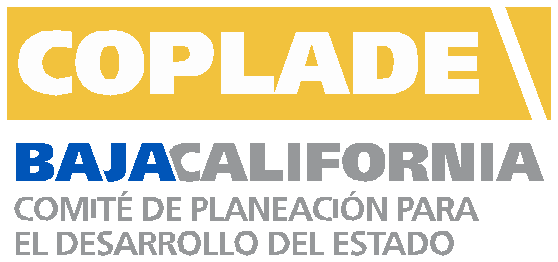 COPLADE
BAJACALIFORNIA
COMITÉ DE PLANEACIÓN PARA
EL DESARROLLO DEL ESTADO